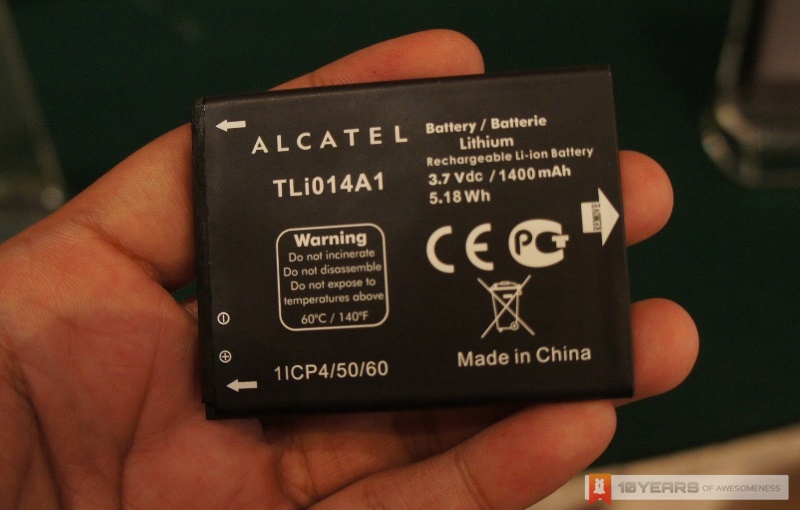 ALCATEL
TLi014A1
Battery / Batterie
Lithium
Rechargeable Li-ion Battery
3.7 Vdc / 1400 mAh
5.18 Wh
Warning
Do not incinerate
Do not disassemble
Do not expose to
temperatures above
60°C / 140°F
CE
PCT
1ICP4/50/60
Made in China
10YEARS OF AWESOMENESS